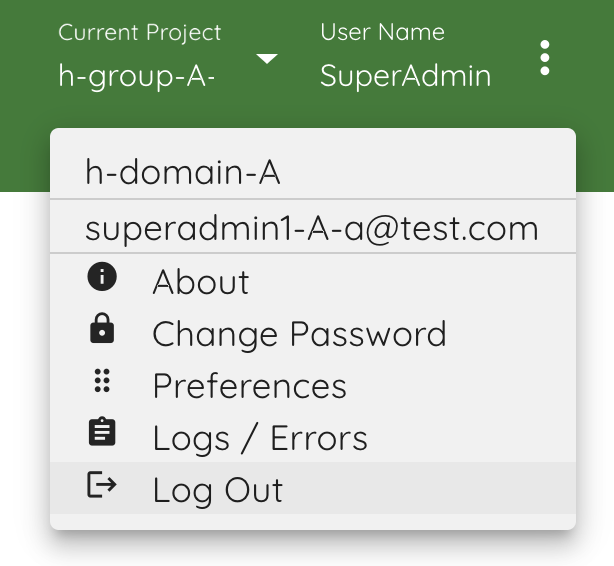 Current Project
User Name
h-group-A-
SuperAdmin
h-domain-A
superadmin1-A-a@test.com
About
Change Password
Preferences
Logs / Errors
Log Out